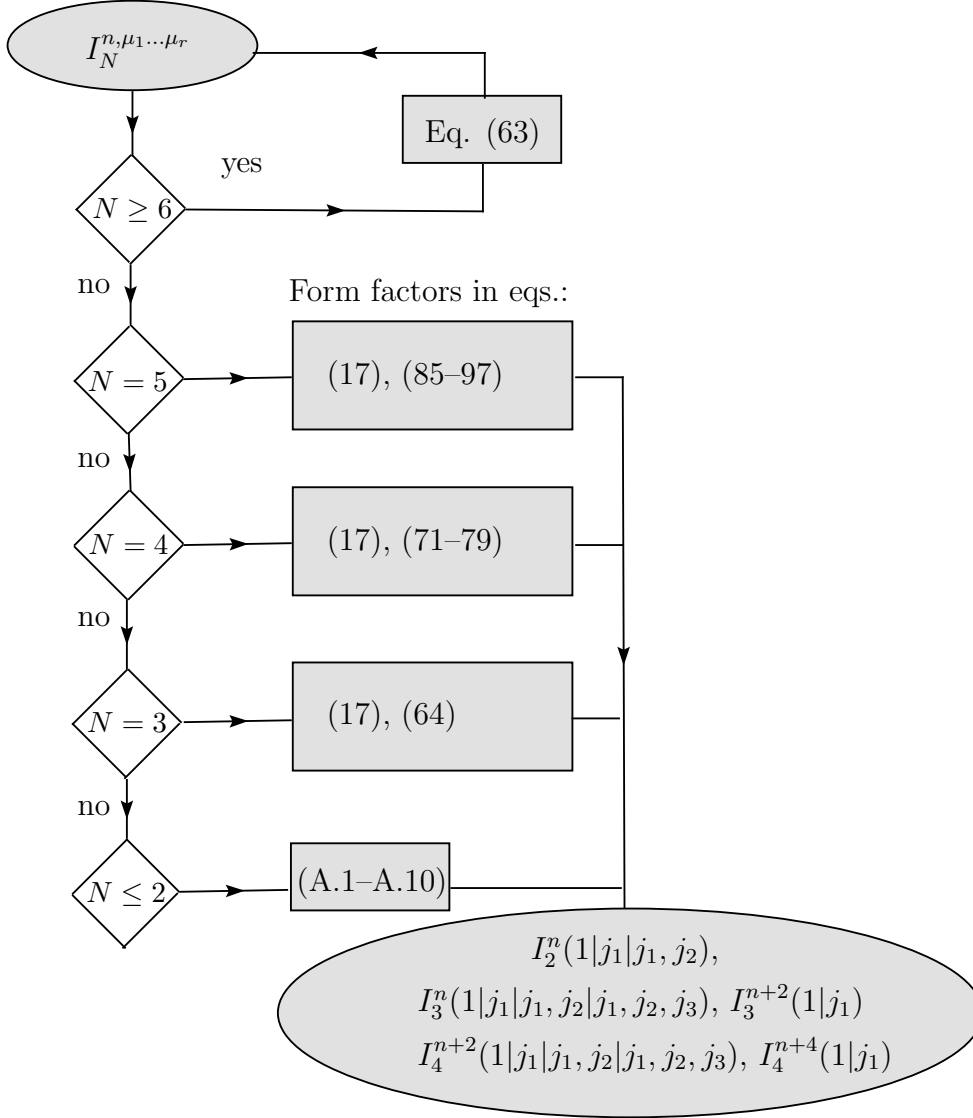 I_N^{n,μ_1...μ_r}
Eq. (63)
yes
N ≥ 6
no
Form factors in eqs.:
N = 5
(17), (85–97)
no
N = 4
(17), (71–79)
no
N = 3
(17), (64)
no
N ≤ 2
(A.1–A.10)
I_2^n(1|j_1|j_1, j_2),
I_3^n(1|j_1|j_1, j_2|j_1, j_2, j_3), I_3^{n+2}(1|j_1)
I_4^{n+2}(1|j_1|j_1, j_2|j_1, j_2, j_3), I_4^{n+4}(1|j_1)